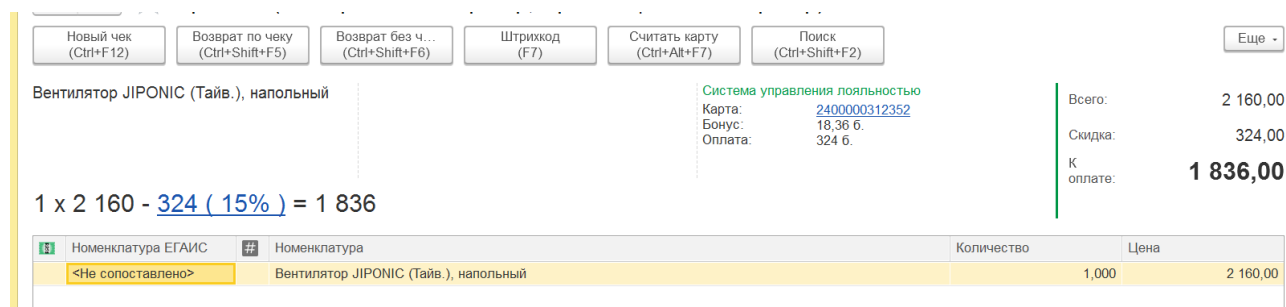 Новый чек
(Ctrl+F12)
Возврат по чеку
(Ctrl+Shift+F5)
Возврат без ч...
(Ctrl+Shift+F6)
Штрихкод
(F7)
Считать карту
(Ctrl+Alt+F7)
Поиск
(Ctrl+Shift+F2)
Еще
Вентилятор JIPONIC (Тайв.), напольный
Система управления лояльностью
Карта: 2400000312352
Бонус: 18,36 б.
Оплата: 324 б.
Всего: 2 160,00
Скидка: 324,00
К
оплате: 1 836,00
1 x 2 160 - 324 ( 15% ) = 1 836
Номенклатура ЕГАИС # Номенклатура Количество Цена
<Не сопоставлено> Вентилятор JIPONIC (Тайв.), напольный 1,000 2 160,00